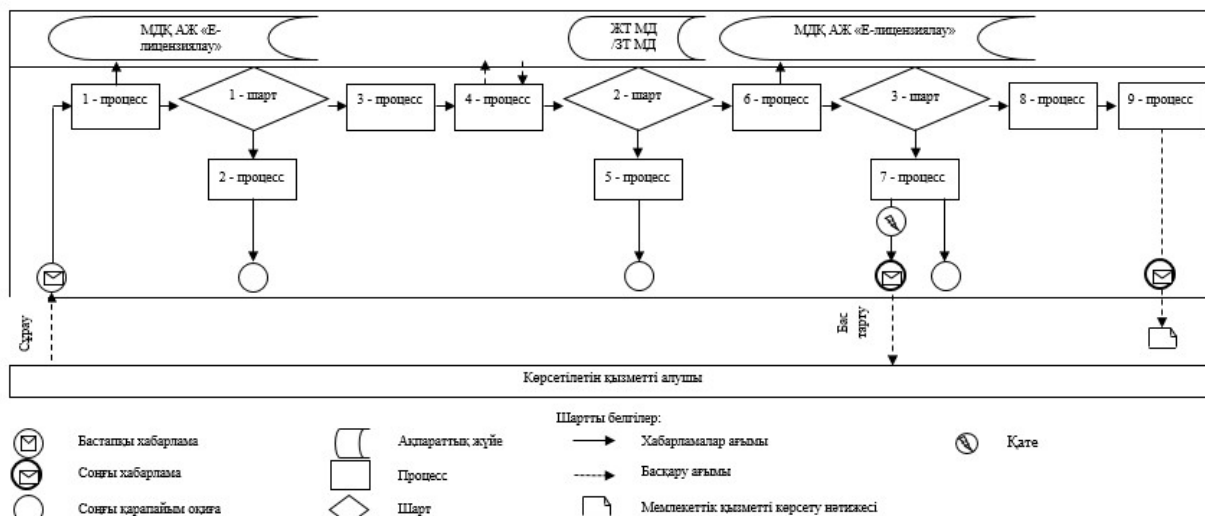 МДҚ АЖ «Е-
лицензиялау»
ЖТ МД
/ЗТ МД
МДҚ АЖ «Е-лицензиялау»
1 - процесс
1 - шарт
3 - процесс
4 - процесс
2 - шарт
6 - процесс
3 - шарт
8 - процесс
9 - процесс
2 - процесс
5 - процесс
7 - процесс
Сұрау
Бас
тарту
Көрсетілетін қызметті алушы
Шартты белгілер:
Бастапқы хабарлама
Ақпараттық жүйе
Хабарламалар ағымы
Қате
Соңғы хабарлама
Процесс
Басқару ағымы
Соңғы қарапайым оқиға
Шарт
Мемлекеттік қызметті көрсету нәтижесі